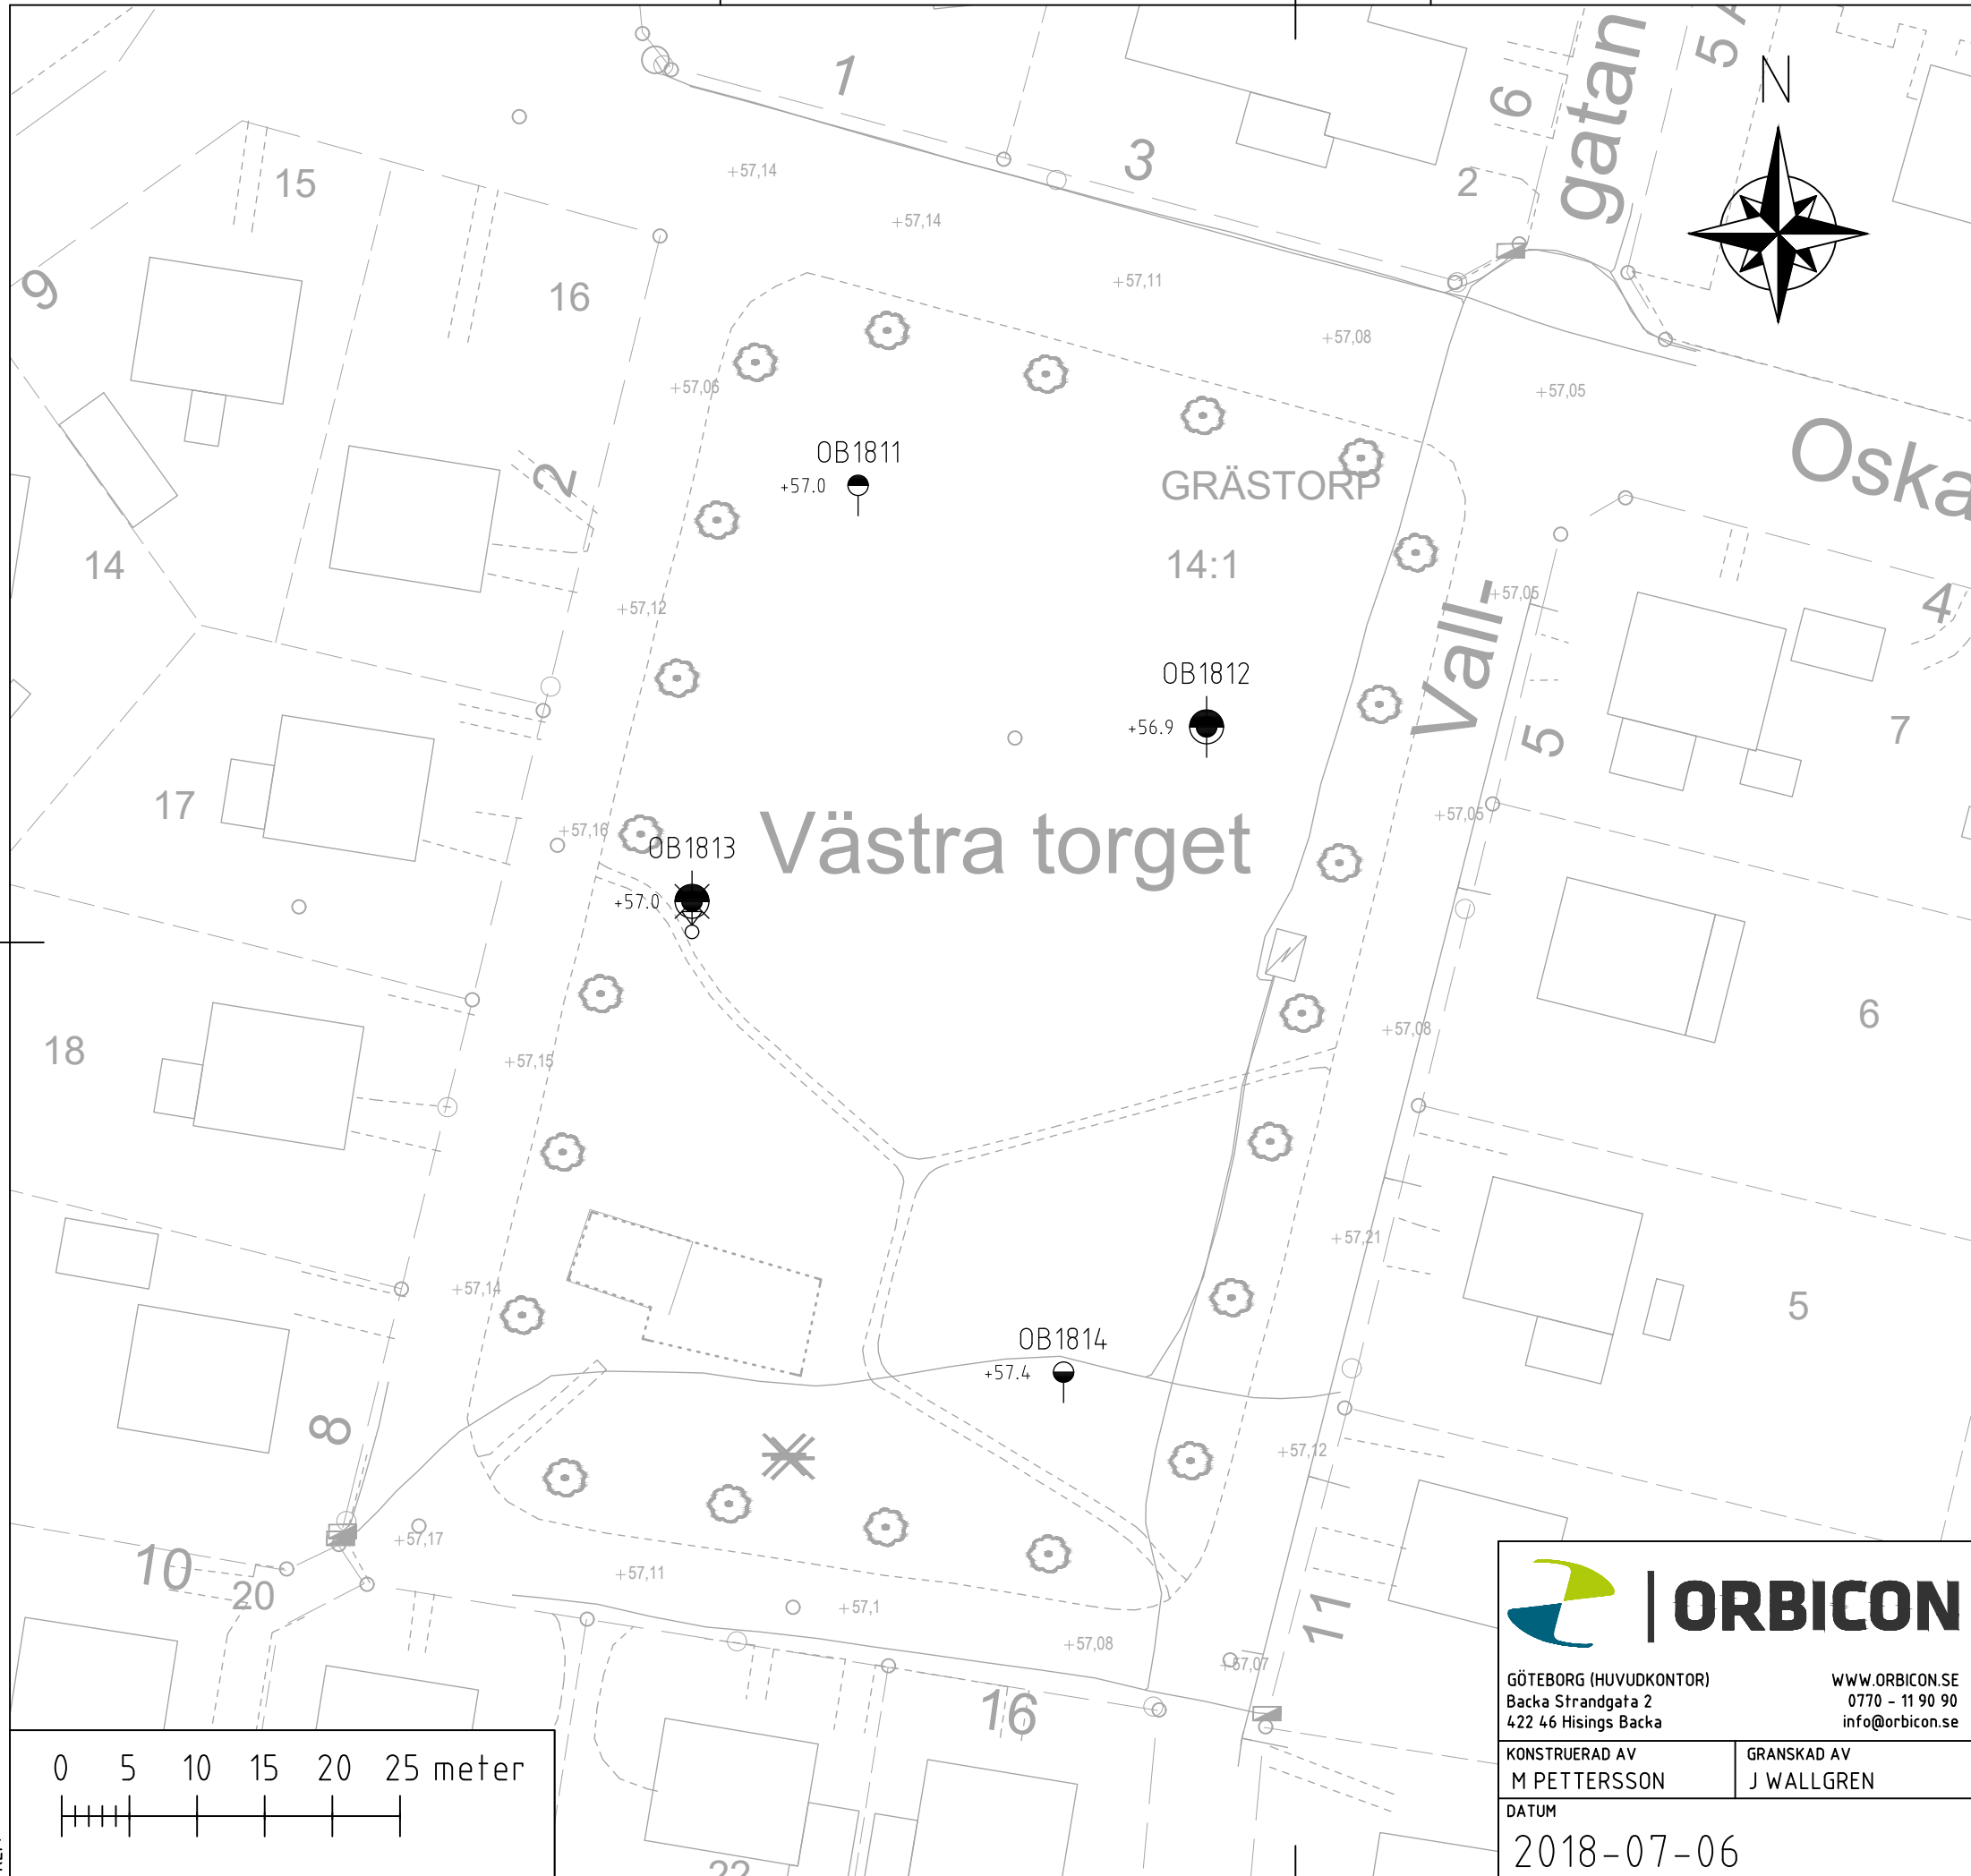 1
3
6
gatan
5 A
N
15
+57,14
2
+57,14
9
16
+57,11
+57,08
+57,06
+57,05
Oska
OB1811
+57.0
2
GRÄSTORP
14
14:1
+57,12
+57,05
4
Vall-
OB1812
+56.9
5
7
17
+57,16
OB1813
Västra torget
+57,05
+57.0
18
+57,15
+57,08
6
+57,21
+57,14
5
OB1814
+57.4
8
+57,12
+57,17
10
20
+57,11
+57,1
11
+57,08
+57,07
16
22
0 5 10 15 20 25 meter
ORBICON
GÖTEBORG (HUVUDKONTOR)
Backa Strandgata 2
422 46 Hisings Backa
WWW.ORBICON.SE
0770 - 11 90 90
info@orbicon.se
KONSTRUERAD AV
M PETTERSSON
GRANSKAD AV
J WALLGREN
DATUM
2018-07-06